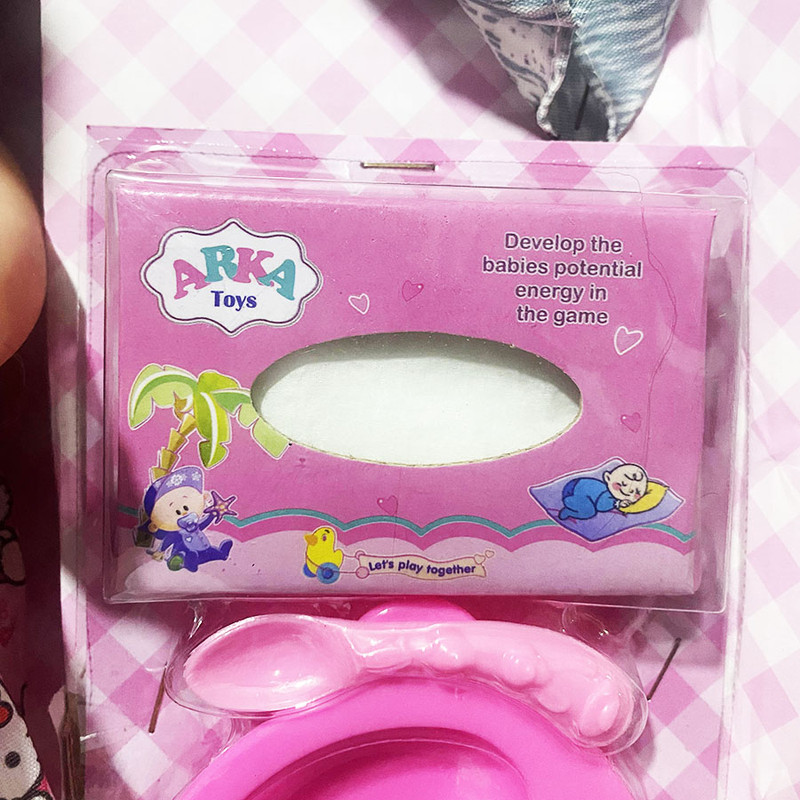 ARKA
Toys
Develop the
babies potential
energy in
the game
Let's play together